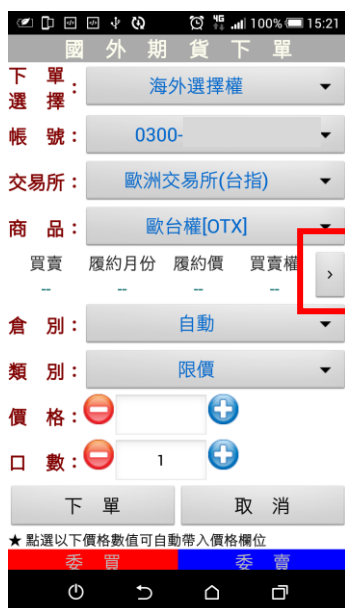 4G 100% 15:21
國外期貨下單
下單選擇： 海外選擇權
帳號： 0300-
交易所： 歐洲交易所(台指)
商品： 歐台權[OTX]
買賣 履約月份 履約價 買賣權 >
-- -- -- --
倉別： 自動
類別： 限價
價格：
口數： 1
下單 取消
★ 點選以下價格數值可自動帶入價格欄位
委買 委賣